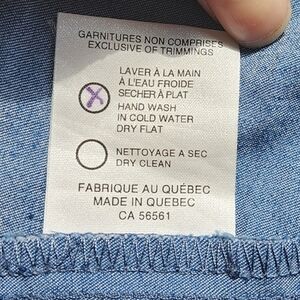 GARNITURES NON COMPRISES
EXCLUSIVE OF TRIMMINGS
LAVER À LA MAIN
À L'EAU FROIDE
SECHER À PLAT
HAND WASH
IN COLD WATER
DRY FLAT
NETTOYAGE A SEC
DRY CLEAN
FABRIQUE AU QUÉBEC
MADE IN QUEBEC
CA 56561